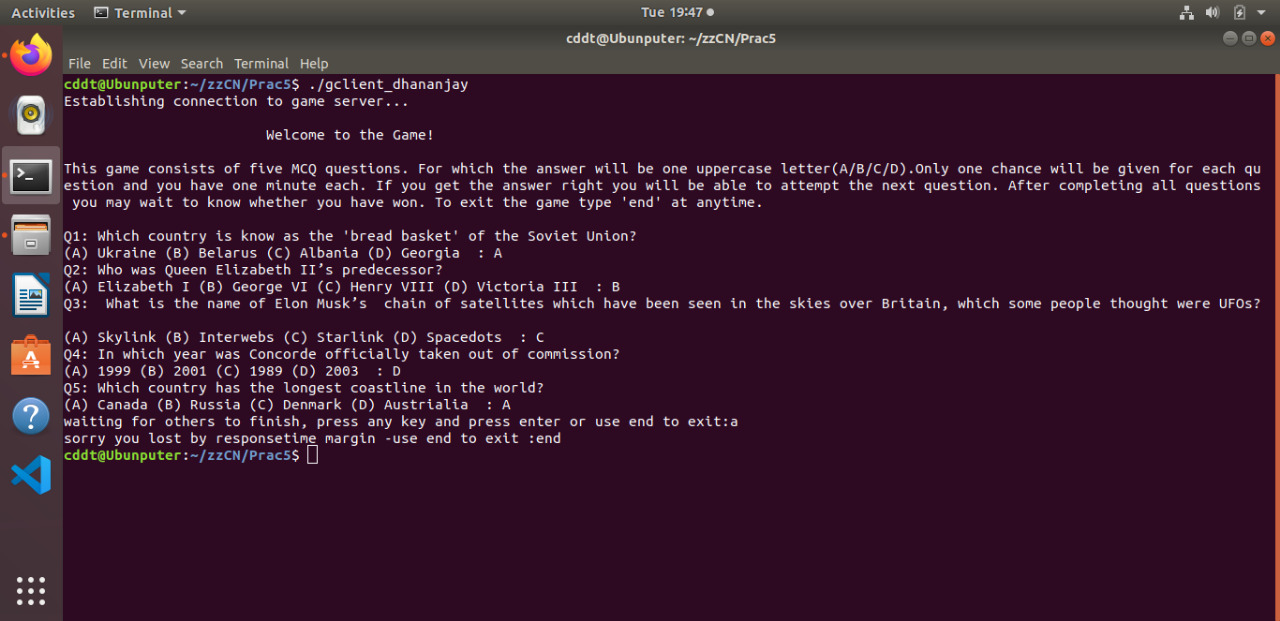 Activities Terminal Tue 19:47
cddt@Ubunputer: ~/zzCN/Prac5
File Edit View Search Terminal Help
cddt@Ubunputer:~/zzCN/Prac5$ ./gclient_dhananjay
Establishing connection to game server...
Welcome to the Game!
This game consists of five MCQ questions. For which the answer will be one uppercase letter(A/B/C/D).Only one chance will be given for each qu
estion and you have one minute each. If you get the answer right you will be able to attempt the next question. After completing all questions
you may wait to know whether you have won. To exit the game type 'end' at anytime.
Q1: Which country is know as the 'bread basket' of the Soviet Union?
(A) Ukraine (B) Belarus (C) Albania (D) Georgia  : A
Q2: Who was Queen Elizabeth II’s predecessor?
(A) Elizabeth I (B) George VI (C) Henry VIII (D) Victoria III  : B
Q3:  What is the name of Elon Musk’s  chain of satellites which have been seen in the skies over Britain, which some people thought were UFOs?
(A) Skylink (B) Interwebs (C) Starlink (D) Spacedots  : C
Q4: In which year was Concorde officially taken out of commission?
(A) 1999 (B) 2001 (C) 1989 (D) 2003  : D
Q5: Which country has the longest coastline in the world?
(A) Canada (B) Russia (C) Denmark (D) Austrialia  : A
waiting for others to finish, press any key and press enter or use end to exit:a
sorry you lost by responsetime margin -use end to exit :end
cddt@Ubunputer:~/zzCN/Prac5$